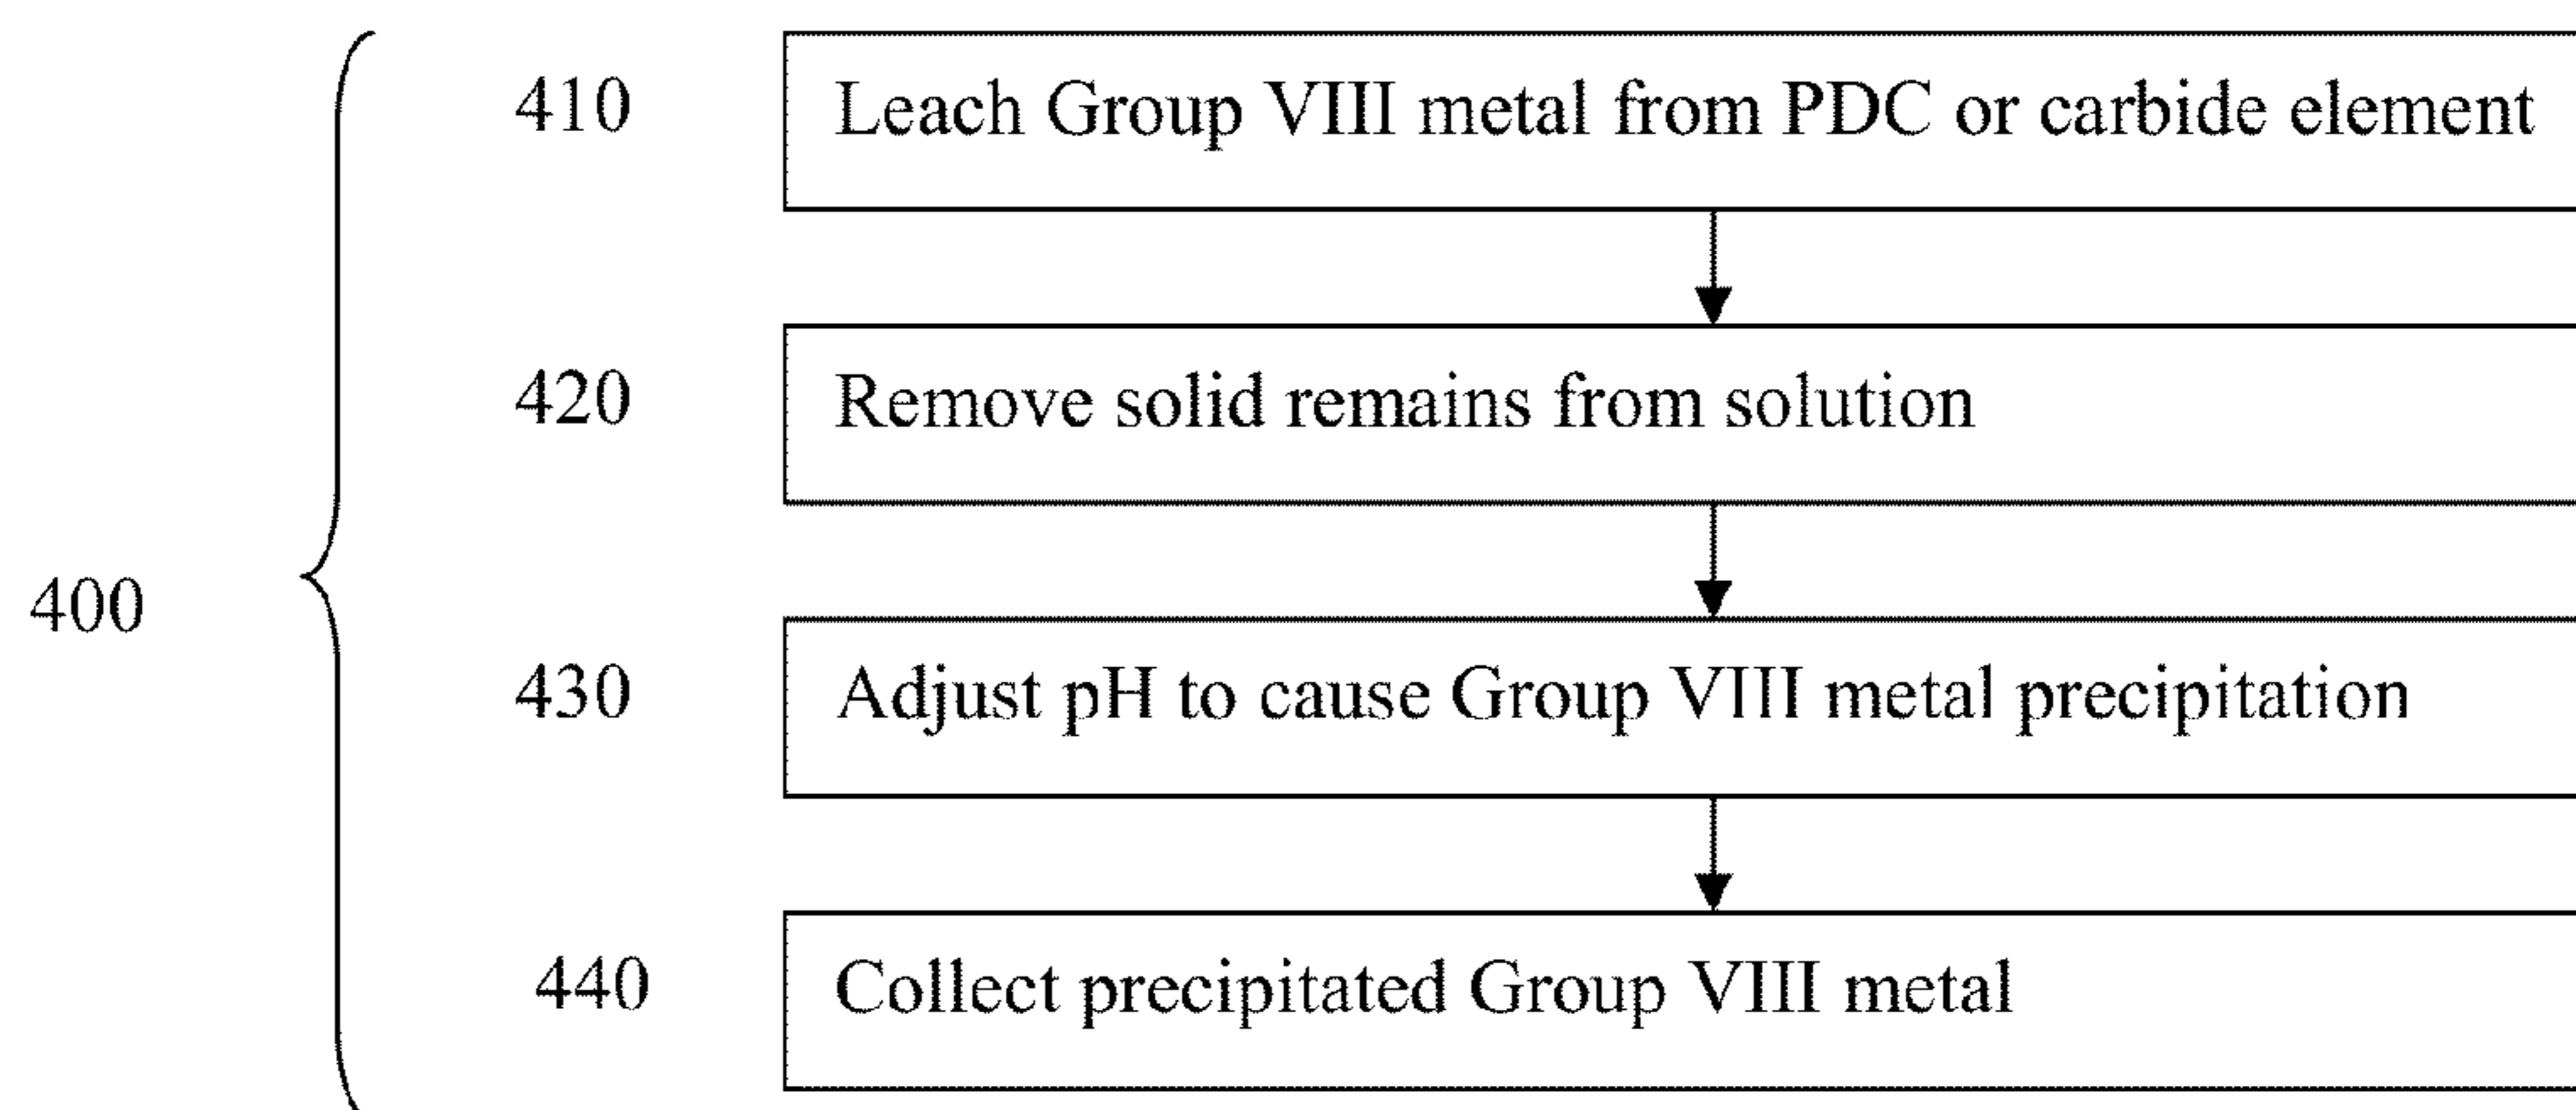 410 Leach Group VIII metal from PDC or carbide element
420 Remove solid remains from solution
400
430 Adjust pH to cause Group VIII metal precipitation
440 Collect precipitated Group VIII metal